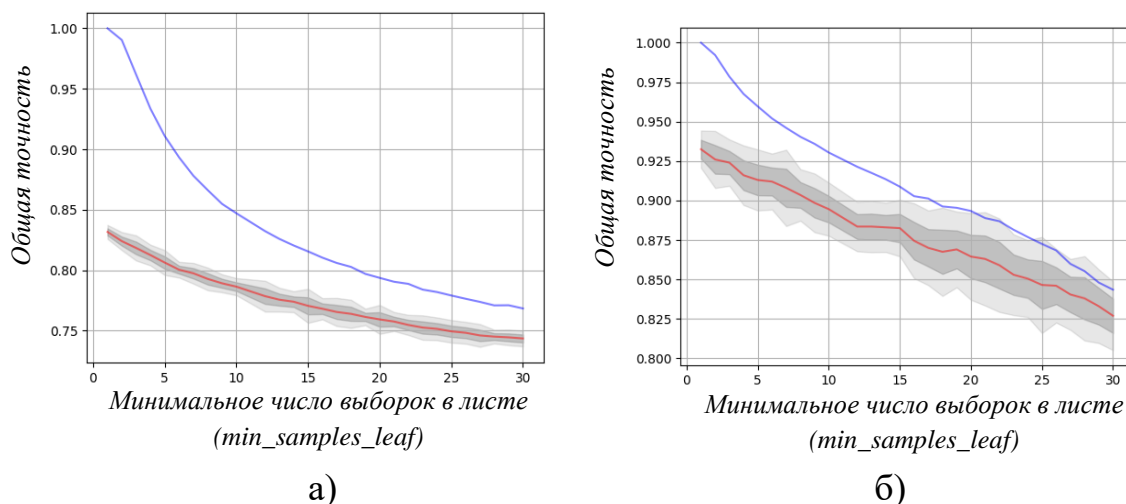 Общая точность
1.00
0.95
0.90
0.85
0.80
0.75
0 5 10 15 20 25 30
Минимальное число выборок в листе
(min_samples_leaf)
а)
Общая точность
1.000
0.975
0.950
0.925
0.900
0.875
0.850
0.825
0.800
0 5 10 15 20 25 30
Минимальное число выборок в листе
(min_samples_leaf)
б)